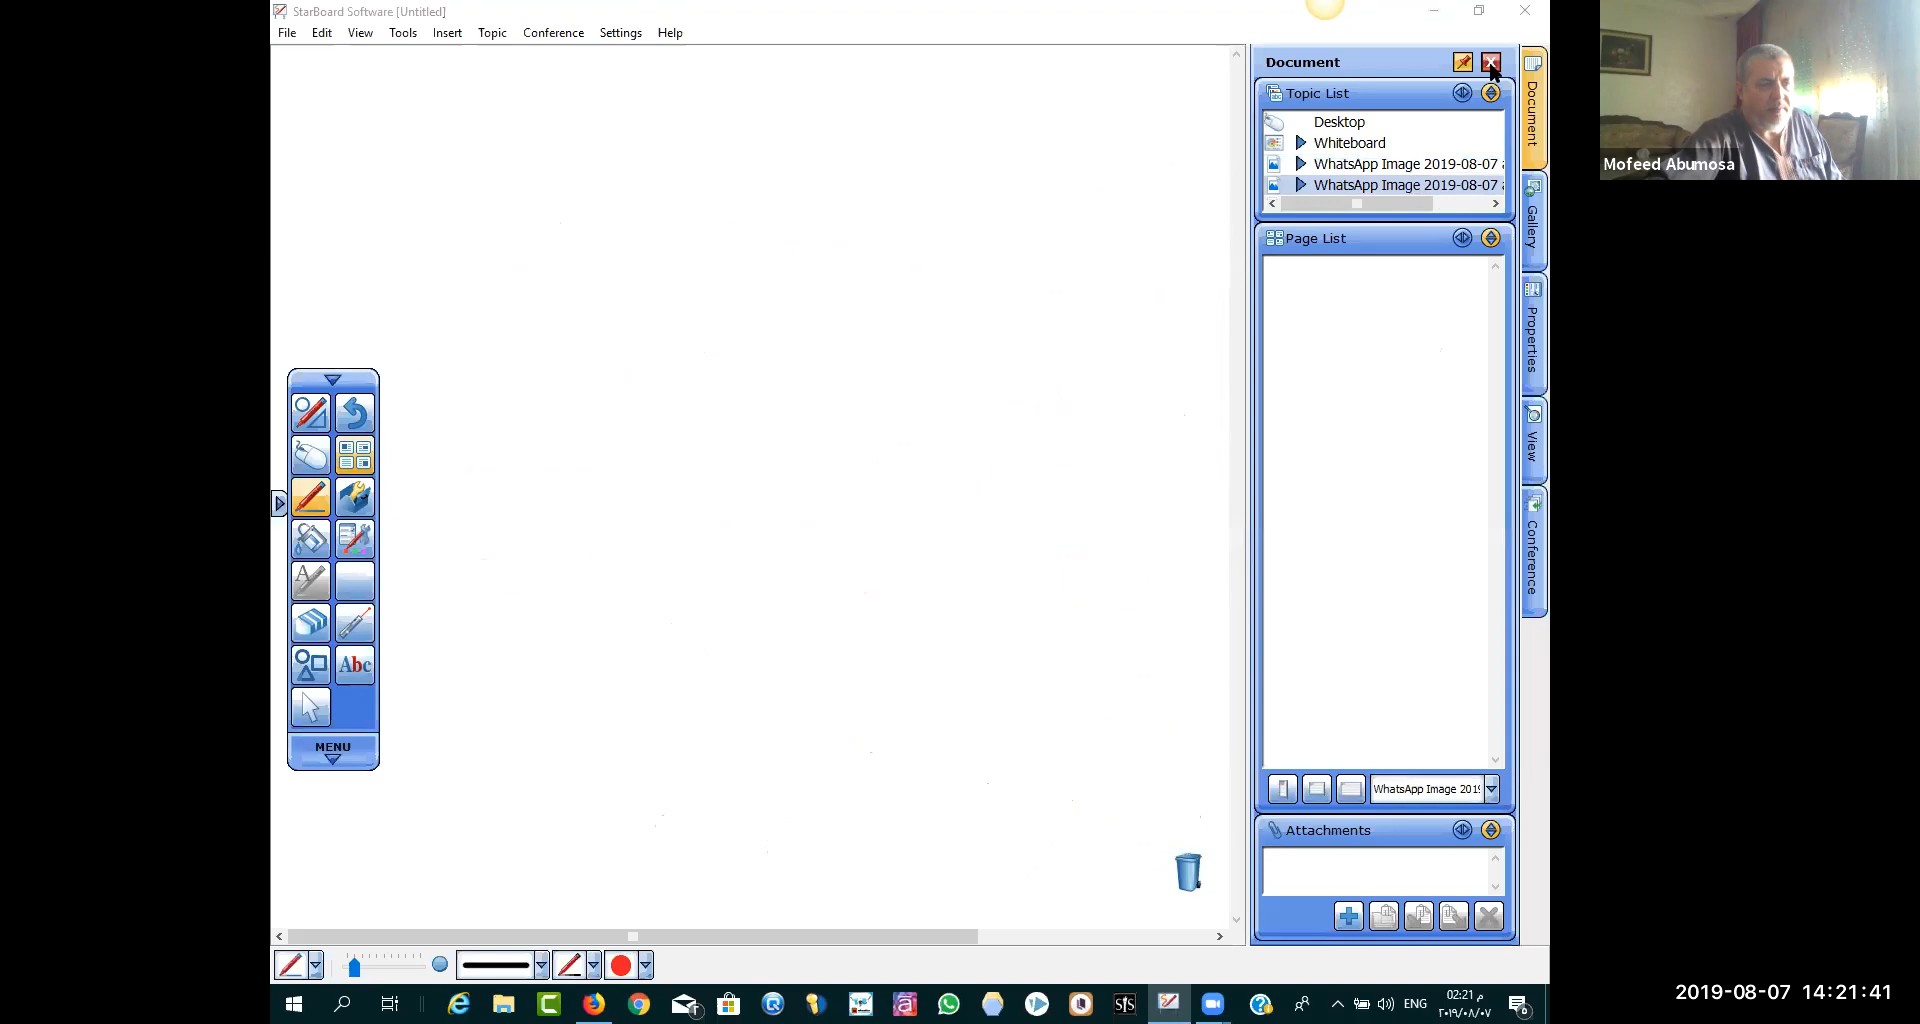 StarBoard Software [Untitled]
File Edit View Tools Insert Topic Conference Settings Help
Document
Topic List
Desktop
Whiteboard
WhatsApp Image 2019-08-07 a
WhatsApp Image 2019-08-07 a
Page List
WhatsApp Image 201
Attachments
Document
Gallery
Properties
View
Conference
Mofeed Abumosa
A
Abc
MENU
SIS
ENG
02:21 م
٢٠١٩/٠٨/٠٧
2019-08-07 14:21:41